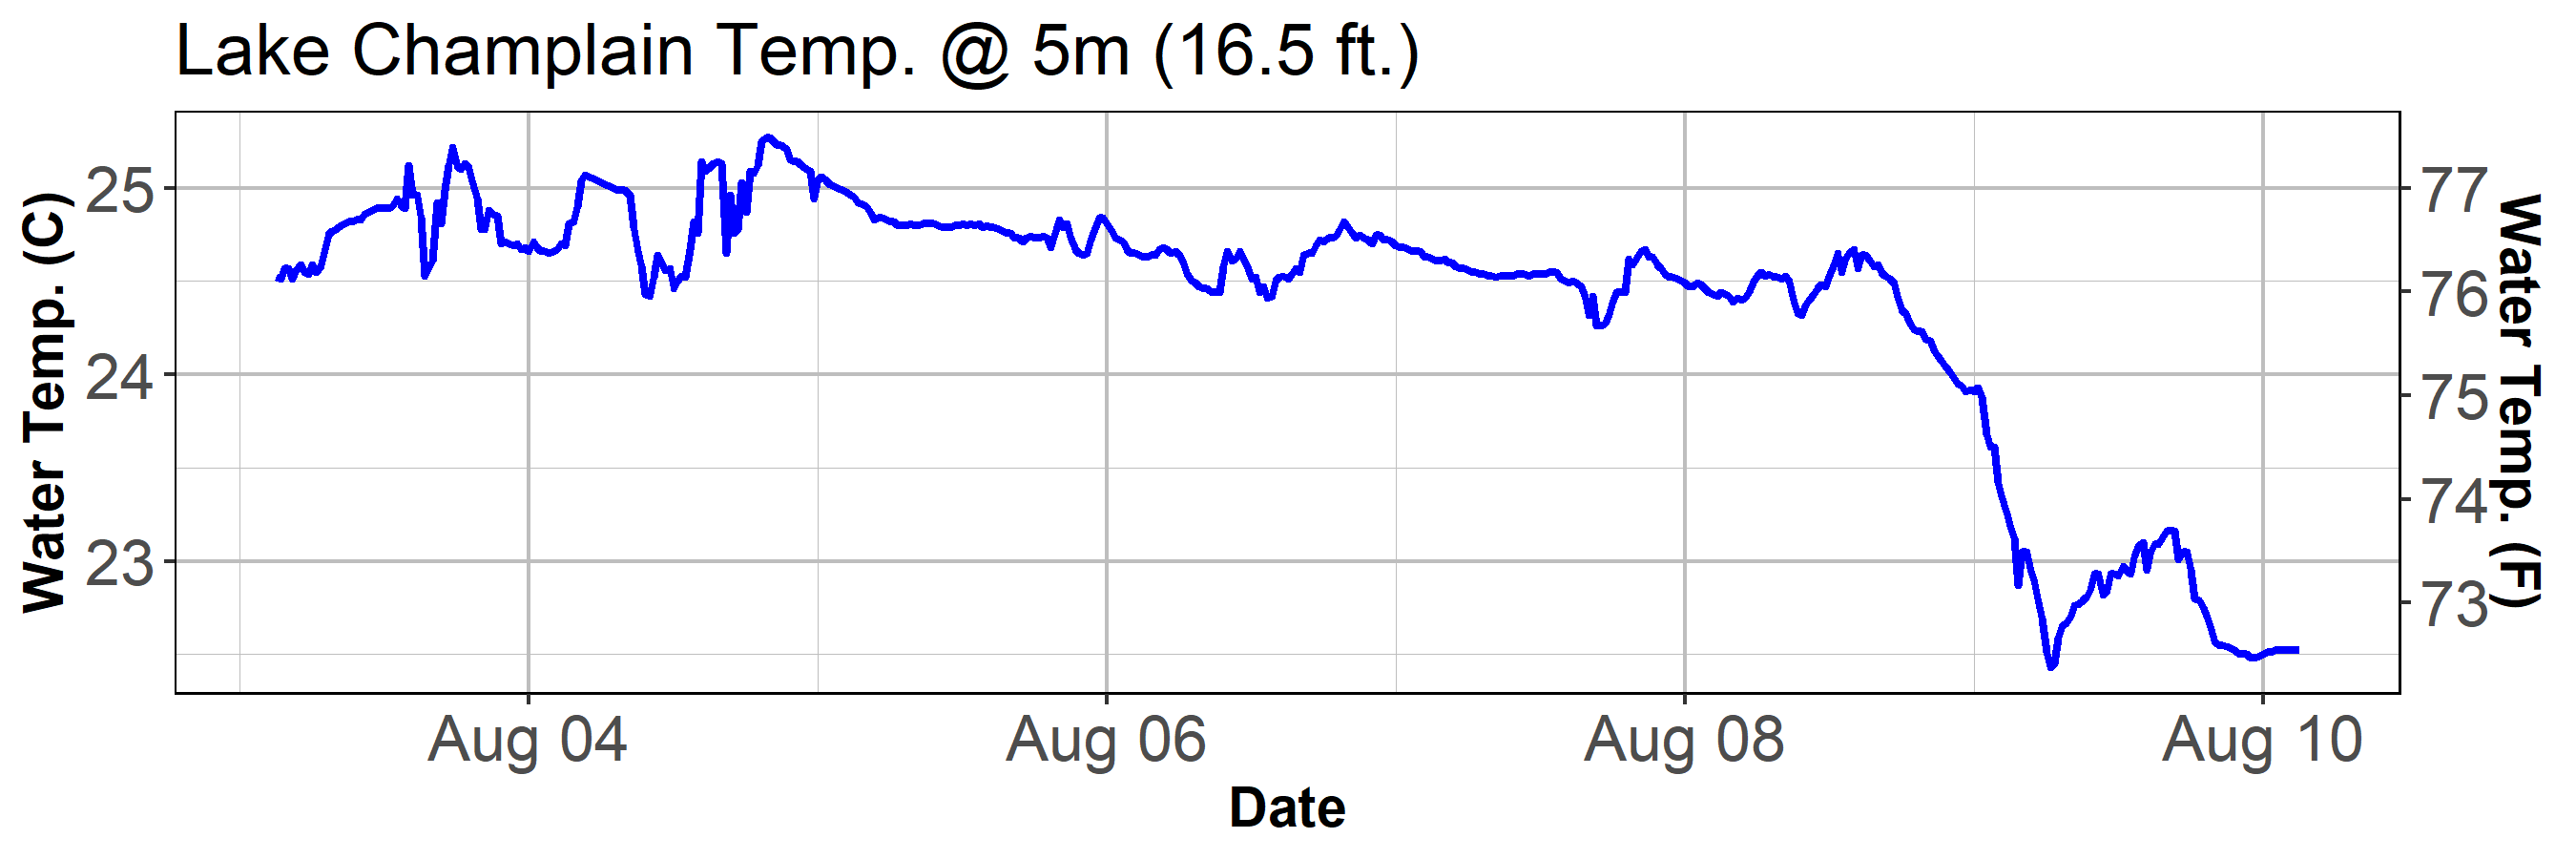 Lake Champlain Temp. @ 5m (16.5 ft.)
Water Temp. (C)
25
24
23
77
76
75
74
73
Water Temp. (F)
Aug 04 Aug 06 Aug 08 Aug 10
Date